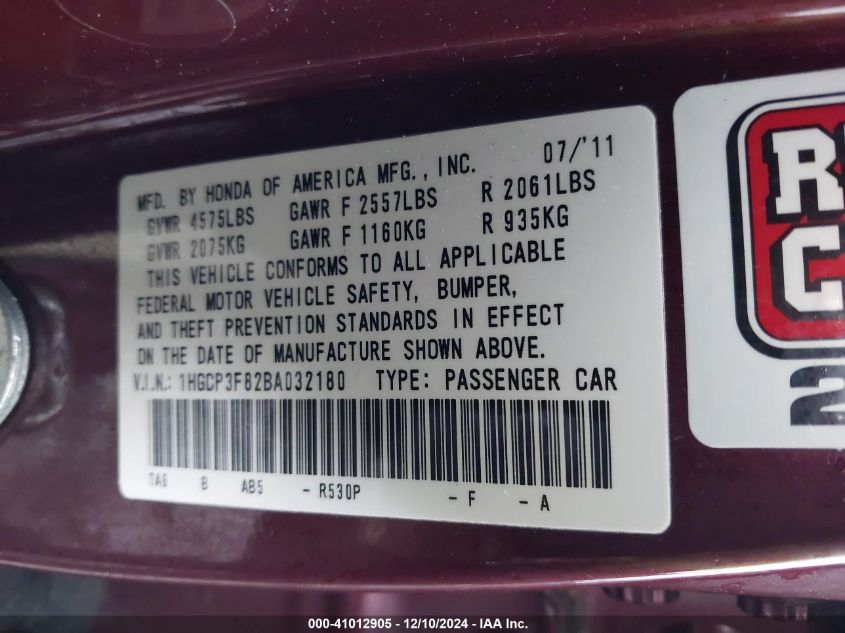 MFD. BY HONDA OF AMERICA MFG., INC. 07/'11
GVWR 4575LBS GAWR F 2557LBS R 2061LBS
GVWR 2075KG GAWR F 1160KG R 935KG
THIS VEHICLE CONFORMS TO ALL APPLICABLE
FEDERAL MOTOR VEHICLE SAFETY, BUMPER,
AND THEFT PREVENTION STANDARDS IN EFFECT
ON THE DATE OF MANUFACTURE SHOWN ABOVE.
V.I.N.: 1HGCP3F82BA032180 TYPE: PASSENGER CAR
TA6 B AB5 - R530P - F - A
000-41012905 - 12/10/2024 - IAA Inc.